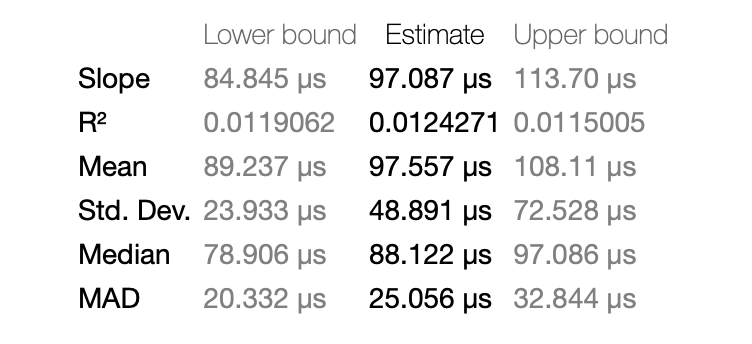 Lower bound Estimate Upper bound
Slope 84.845 µs 97.087 µs 113.70 µs
R² 0.0119062 0.0124271 0.0115005
Mean 89.237 µs 97.557 µs 108.11 µs
Std. Dev. 23.933 µs 48.891 µs 72.528 µs
Median 78.906 µs 88.122 µs 97.086 µs
MAD 20.332 µs 25.056 µs 32.844 µs